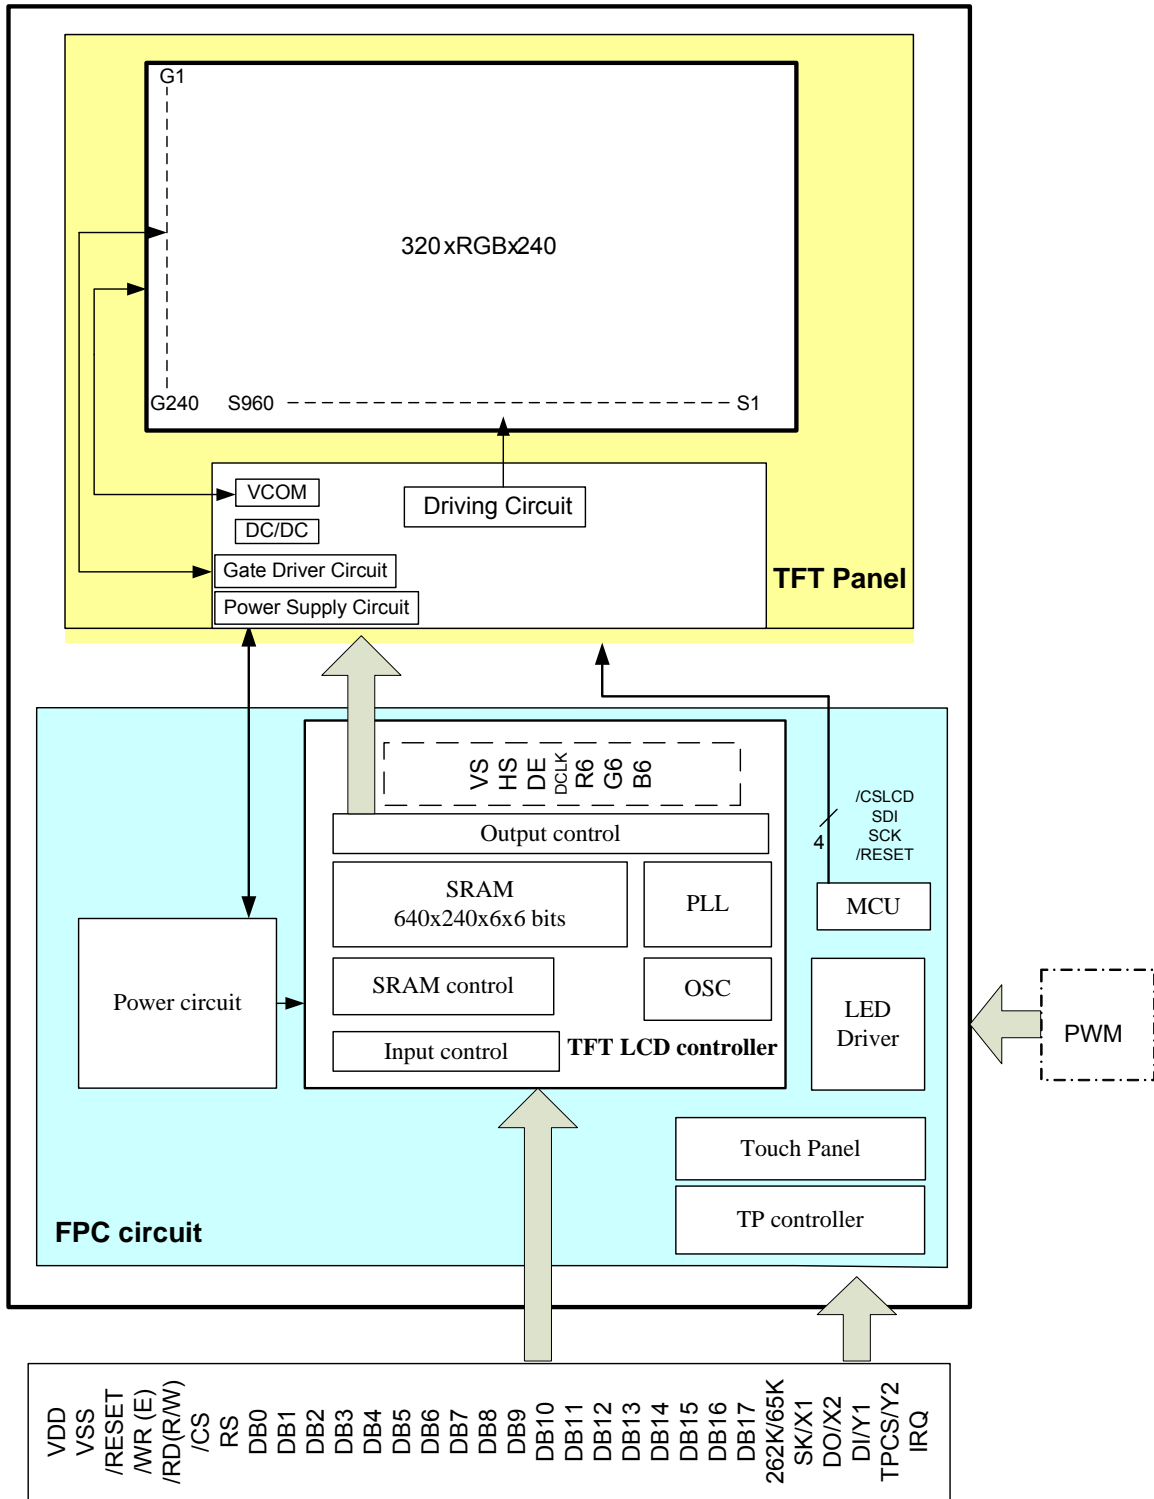 G1
320xRGBx240
G240
S960
S1
VCOM
Driving Circuit
DC/DC
Gate Driver Circuit
TFT Panel
Power Supply Circuit
VS
HS
DE
DCLK
R6
G6
B6
/CSLCD
SDI
SCK
/RESET
4
Output control
SRAM
640x240x6x6 bits
PLL
MCU
SRAM control
OSC
Power circuit
LED
Driver
PWM
Input control
TFT LCD controller
Touch Panel
TP controller
FPC circuit
VDD
VSS
/RESET
/WR (E)
/RD(R/W)
/CS
RS
DB0
DB1
DB2
DB3
DB4
DB5
DB6
DB7
DB8
DB9
DB10
DB11
DB12
DB13
DB14
DB15
DB16
DB17
262K/65K
SK/X1
DO/X2
DI/Y1
TPCS/Y2
IRQ